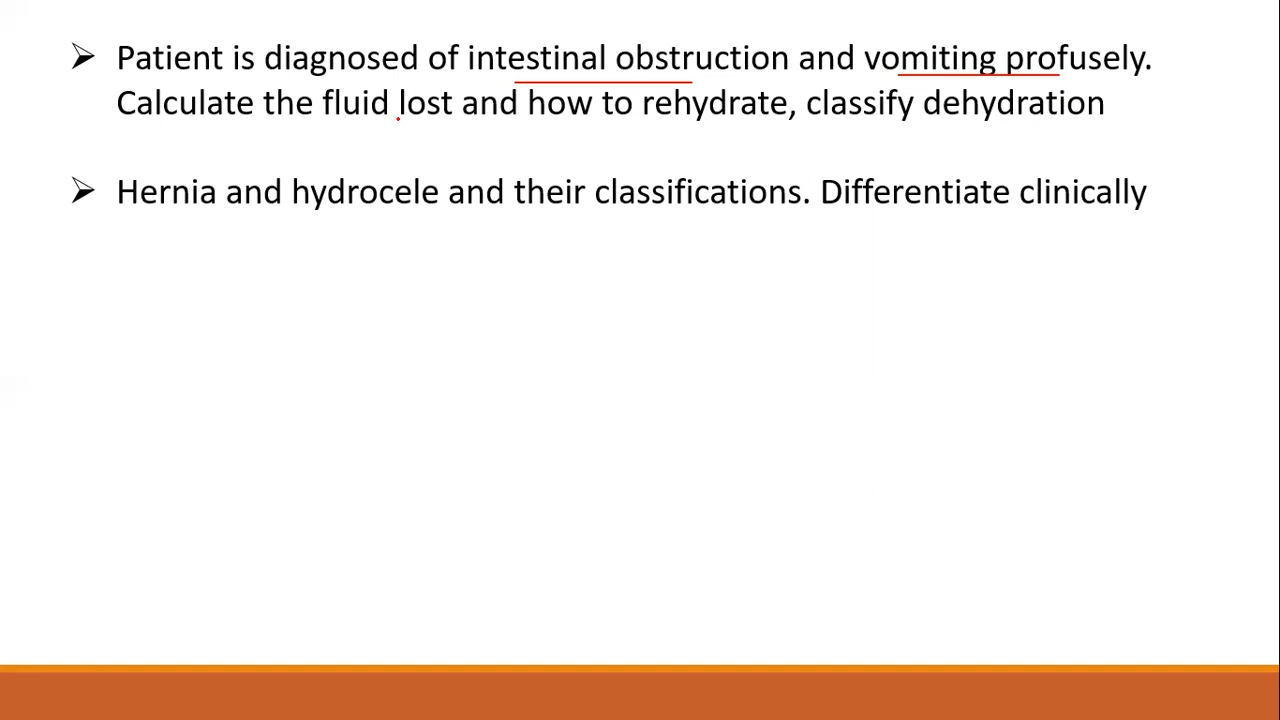 ➢ Patient is diagnosed of intestinal obstruction and vomiting profusely.
Calculate the fluid lost and how to rehydrate, classify dehydration
➢ Hernia and hydrocele and their classifications. Differentiate clinically